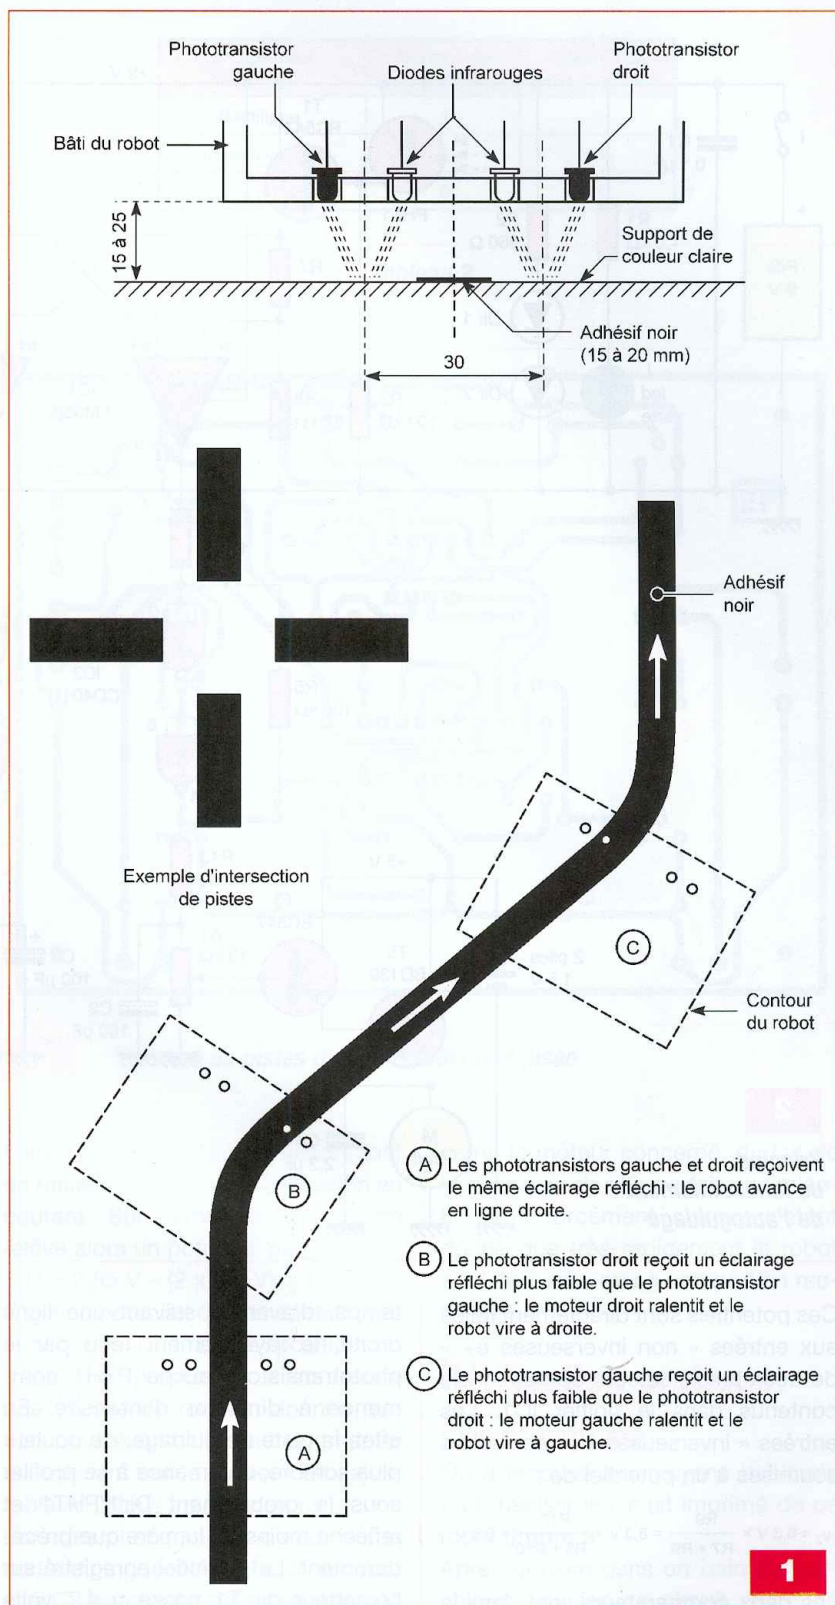 Phototransistor
gauche
Diodes infrarouges
Phototransistor
droit
Bâti du robot
15 à 25
Support de
couleur claire
Adhésif noir
(15 à 20 mm)
30
Adhésif
noir
Exemple d'intersection
de pistes
C
Contour
du robot
B
A
A Les phototransistors gauche et droit reçoivent
le même éclairage réfléchi : le robot avance
en ligne droite.
B Le phototransistor droit reçoit un éclairage
réfléchi plus faible que le phototransistor
gauche : le moteur droit ralentit et le
robot vire à droite.
C Le phototransistor gauche reçoit un éclairage
réfléchi plus faible que le phototransistor
droit : le moteur gauche ralentit et le
robot vire à gauche.
1